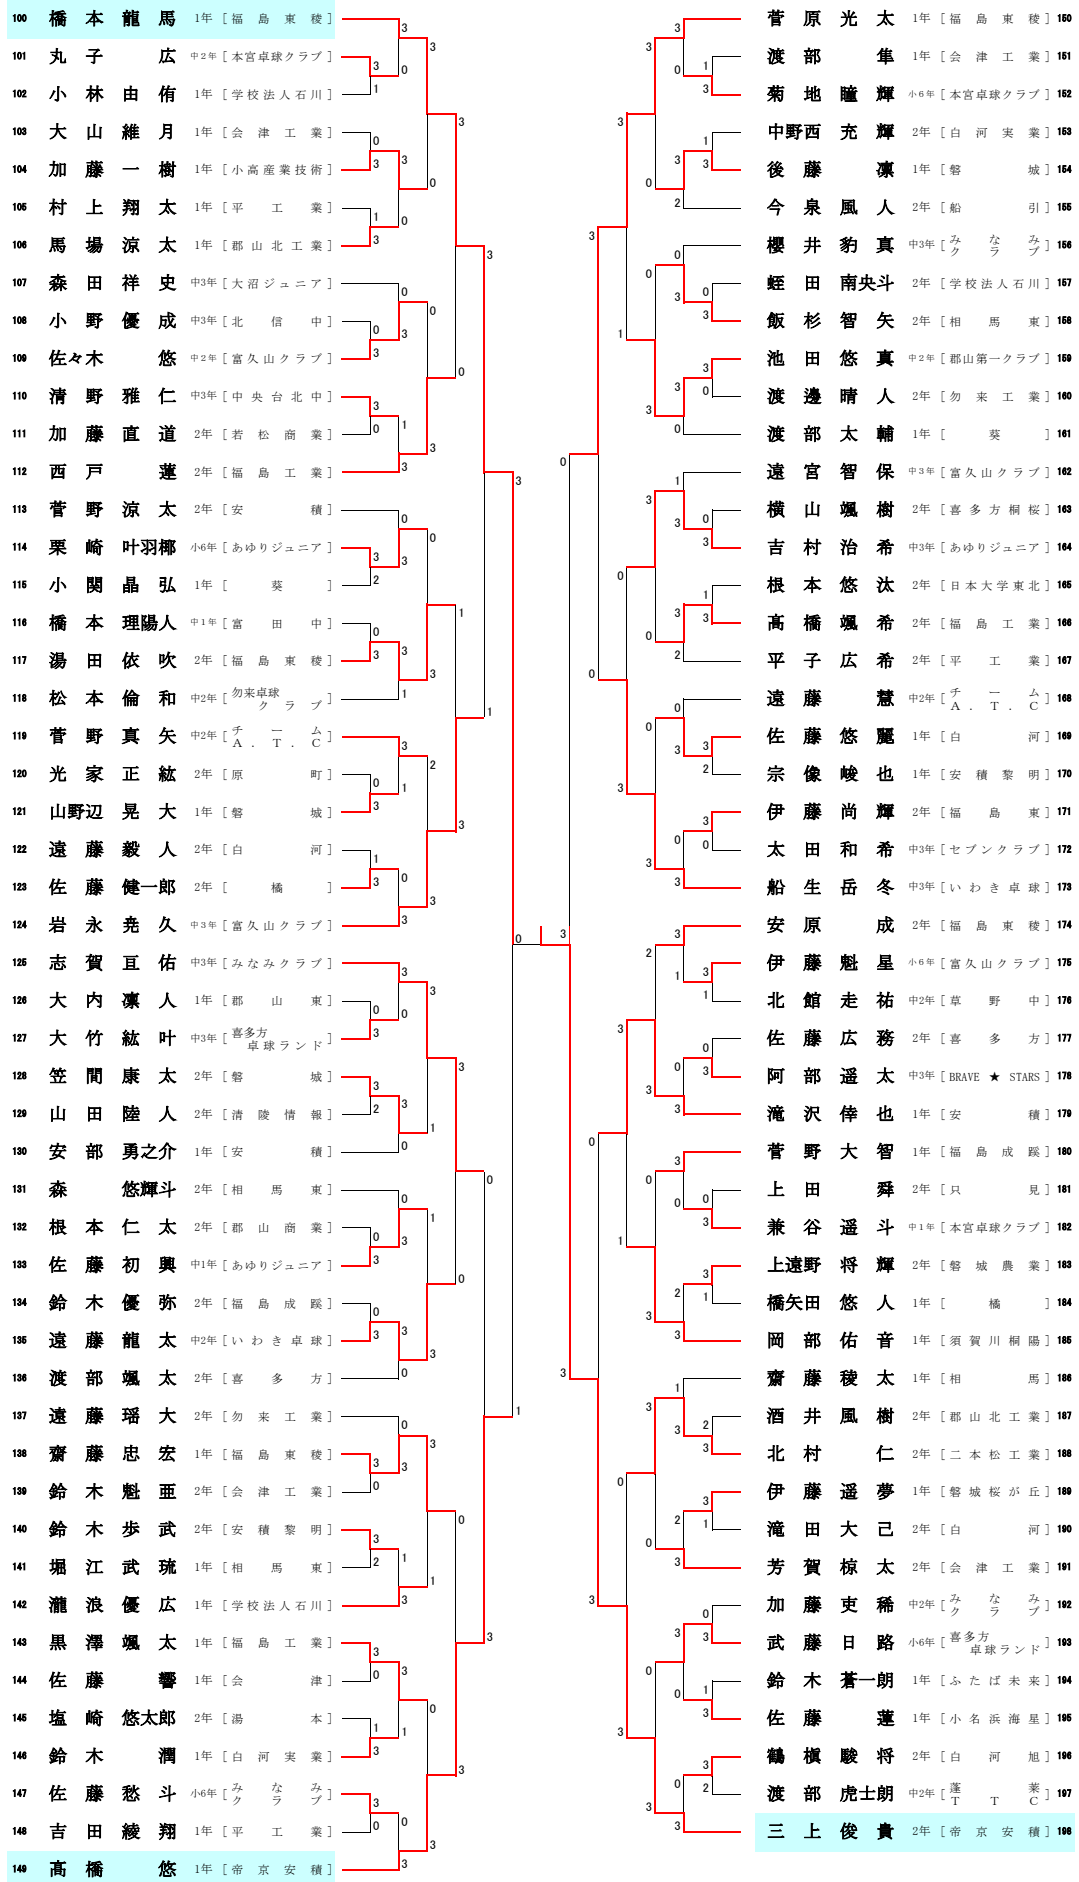 100 橋本龍馬 1年 [福島東稜]
101 丸子広 中2年 [本宮卓球クラブ]
102 小林由侑 1年 [学校法人石川]
103 大山維月 1年 [会津工業]
104 加藤一樹 1年 [小高産業技術]
105 村上翔太 1年 [平工業]
106 馬場涼太 1年 [郡山北工業]
107 森田祥史 中3年 [大沼ジュニア]
108 小野優成 中3年 [北信中]
109 佐々木悠 中2年 [富久山クラブ]
110 清野雅仁 中3年 [中央台北中]
111 加藤直道 2年 [若松商業]
112 西戸蓮 2年 [福島工業]
113 菅野涼太 2年 [安積]
114 栗崎叶羽椰 小6年 [あゆりジュニア]
115 小関晶弘 1年 [葵]
116 橋本理陽人 中1年 [富田中]
117 湯田依吹 2年 [福島東稜]
118 松本倫和 中2年 [勿来卓球クラブ]
119 菅野真矢 中2年 [チームA.T.C]
120 光家正紘 2年 [原町]
121 山野辺晃大 1年 [磐城]
122 遠藤毅人 2年 [白河]
123 佐藤健一郎 2年 [橘]
124 岩永尭久 中3年 [富久山クラブ]
125 志賀亘佑 中3年 [みなみクラブ]
126 大内凛人 1年 [郡山東]
127 大竹紘叶 中3年 [喜多方卓球ランド]
128 笠間康太 2年 [磐城]
129 山田陸人 2年 [清陵情報]
130 安部勇之介 1年 [安積]
131 森悠輝斗 2年 [相馬東]
132 根本仁太 2年 [郡山商業]
133 佐藤初興 中1年 [あゆりジュニア]
134 鈴木優弥 2年 [福島成蹊]
135 遠藤龍太 中2年 [いわき卓球]
136 渡部颯太 2年 [喜多方]
137 遠藤瑶大 2年 [勿来工業]
138 齋藤忠宏 1年 [福島東稜]
139 鈴木魁亜 2年 [会津工業]
140 鈴木歩武 2年 [安積黎明]
141 堀江武琉 1年 [相馬東]
142 瀧浪優広 1年 [学校法人石川]
143 黒澤颯太 1年 [福島工業]
144 佐藤響 1年 [会津]
145 塩崎悠太郎 2年 [湯本]
146 鈴木潤 1年 [白河実業]
147 佐藤愁斗 小6年 [みなみクラブ]
148 吉田綾翔 1年 [平工業]
149 髙橋悠 1年 [帝京安積]
菅原光太 1年 [福島東稜] 150
渡部隼 1年 [会津工業] 151
菊地瞳輝 小6年 [本宮卓球クラブ] 152
中野西充輝 2年 [白河実業] 153
後藤凛 1年 [磐城] 154
今泉風人 2年 [船引] 155
櫻井豹真 中3年 [みなみクラブ] 156
蛭田南央斗 2年 [学校法人石川] 157
飯杉智矢 2年 [相馬東] 158
池田悠真 中2年 [郡山第一クラブ] 159
渡邊晴人 2年 [勿来工業] 160
渡部太輔 1年 [葵] 161
遠宮智保 中3年 [富久山クラブ] 162
横山颯樹 2年 [喜多方桐桜] 163
吉村治希 中3年 [あゆりジュニア] 164
根本悠汰 2年 [日本大学東北] 165
髙橋颯希 2年 [福島工業] 166
平子広希 2年 [平工業] 167
遠藤慧 中2年 [チームA.T.C] 168
佐藤悠麗 1年 [白河] 169
宗像峻也 1年 [安積黎明] 170
伊藤尚輝 2年 [福島東] 171
太田和希 中3年 [セブンクラブ] 172
船生岳冬 中3年 [いわき卓球] 173
安原成 2年 [福島東稜] 174
伊藤魁星 小6年 [富久山クラブ] 175
北館走祐 中2年 [草野中] 176
佐藤広務 2年 [喜多方] 177
阿部遥太 中3年 [BRAVE ★ STARS] 178
滝沢倖也 1年 [安積] 179
菅野大智 1年 [福島成蹊] 180
上田舜 2年 [只見] 181
兼谷遥斗 中1年 [本宮卓球クラブ] 182
上遠野将輝 2年 [磐城農業] 183
橋矢田悠人 1年 [橘] 184
岡部佑音 1年 [須賀川桐陽] 185
齋藤稜太 1年 [相馬] 186
酒井風樹 2年 [郡山北工業] 187
北村仁 2年 [二本松工業] 188
伊藤遥夢 1年 [磐城桜が丘] 189
滝田大己 2年 [白河] 190
芳賀椋太 2年 [会津工業] 191
加藤吏稀 中2年 [みなみクラブ] 192
武藤日路 小6年 [喜多方卓球ランド] 193
鈴木蒼一朗 1年 [ふたば未来] 194
佐藤蓮 1年 [小名浜海星] 195
鶴槇駿将 2年 [白河旭] 196
渡部虎士朗 中2年 [蓬莱TTC] 197
三上俊貴 2年 [帝京安積] 198